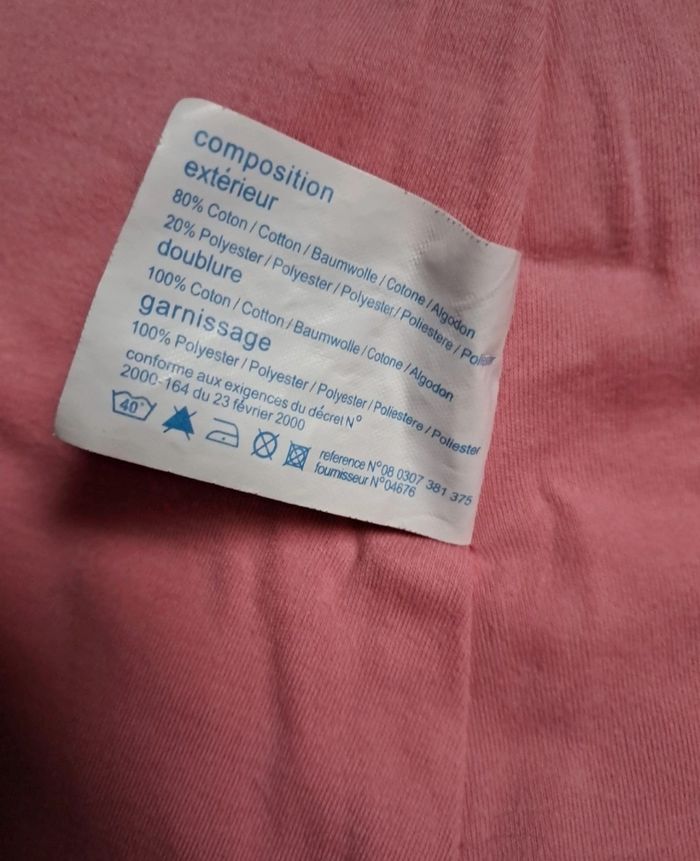 composition
extérieur
80% Coton / Cotton / Baumwolle / Cotone / Algodon
20% Polyester / Polyester / Polyester / Poliestere /
doublure
100% Coton / Cotton / Baumwolle / Cotone / Algodon
garnissage
100% Polyester / Polyester / Polyester / Poliestere / Poliester
conforme aux exigences du décret N°
2000-164 du 23 février 2000
40°
reference N°08 0307 381 375
fournisseur N°04676